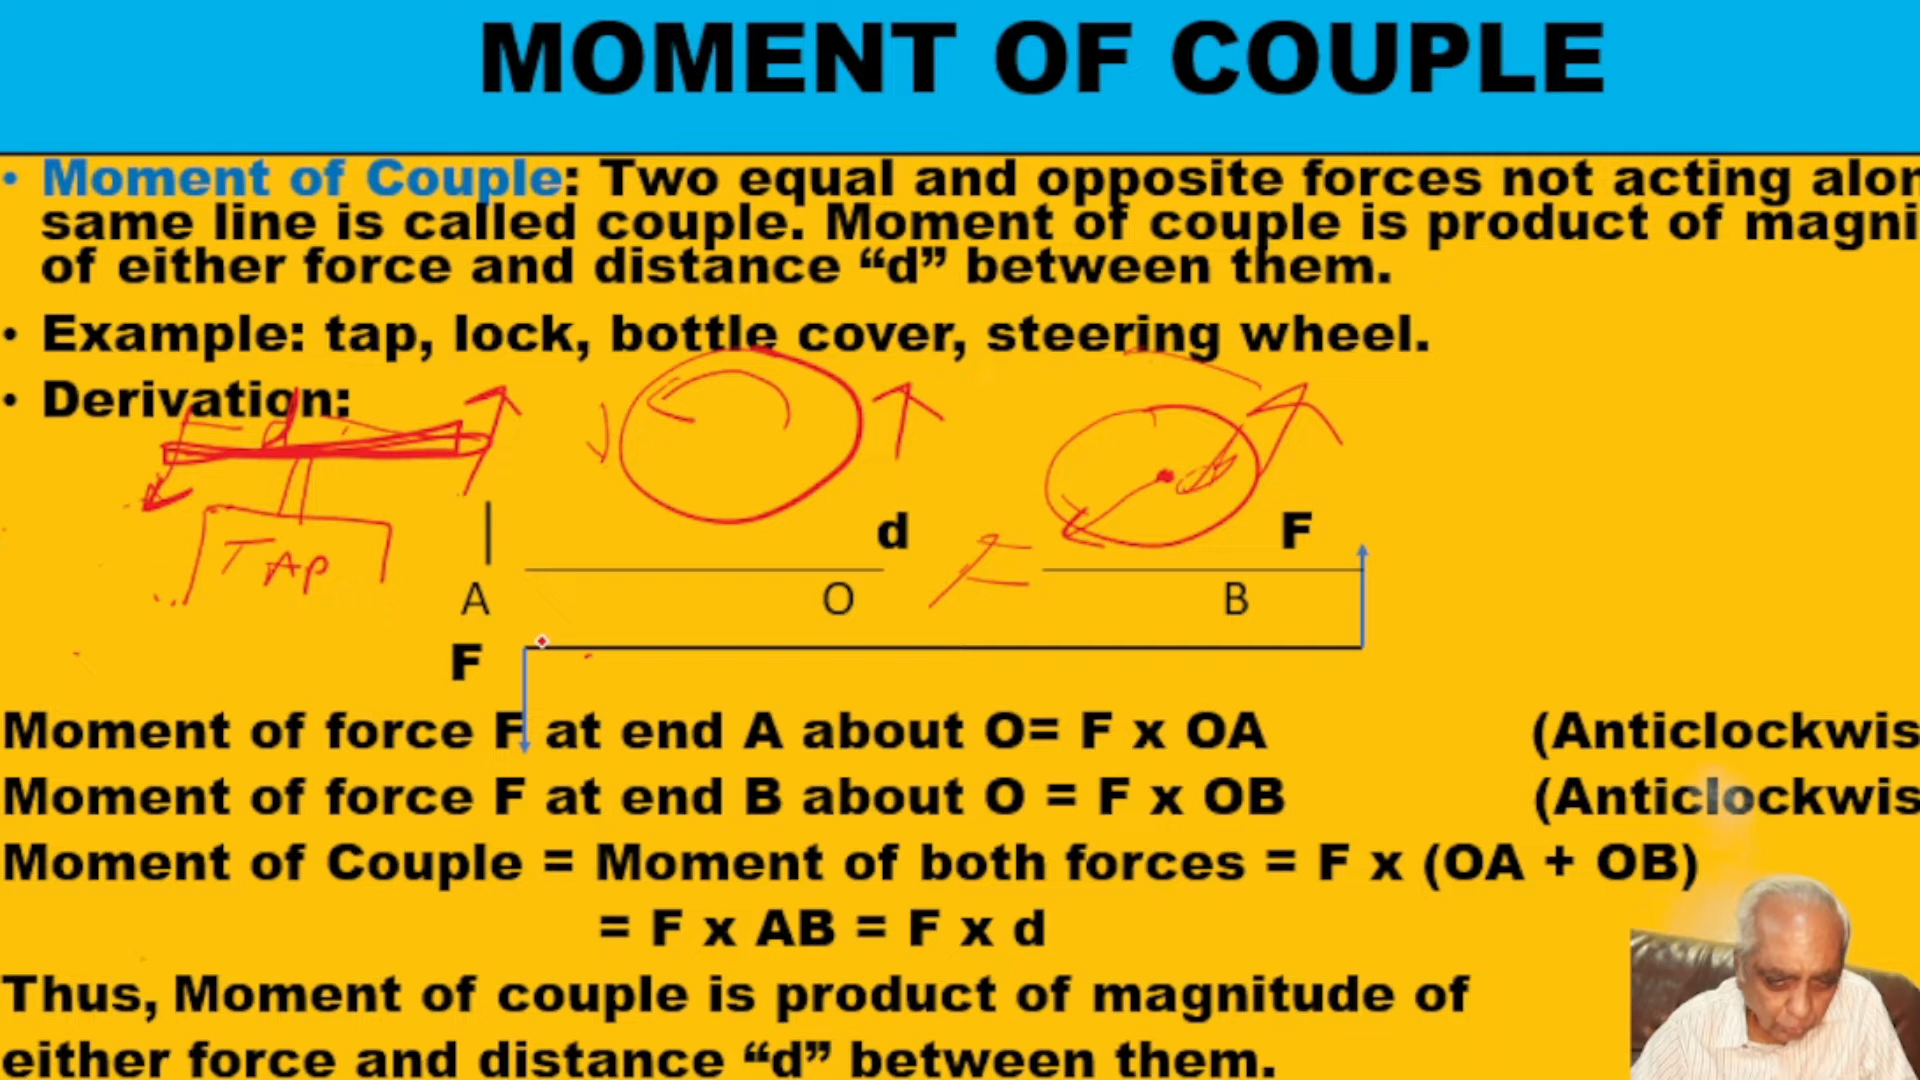 MOMENT OF COUPLE
• Moment of Couple: Two equal and opposite forces not acting alon
same line is called couple. Moment of couple is product of magni
of either force and distance “d” between them.
• Example: tap, lock, bottle cover, steering wheel.
• Derivation:
d
TAP
d F
A O B
F
Moment of force F at end A about O= F x OA (Anticlockwis
Moment of force F at end B about O = F x OB (Anticlockwis
Moment of Couple = Moment of both forces = F x (OA + OB)
= F x AB = F x d
Thus, Moment of couple is product of magnitude of
either force and distance “d” between them.